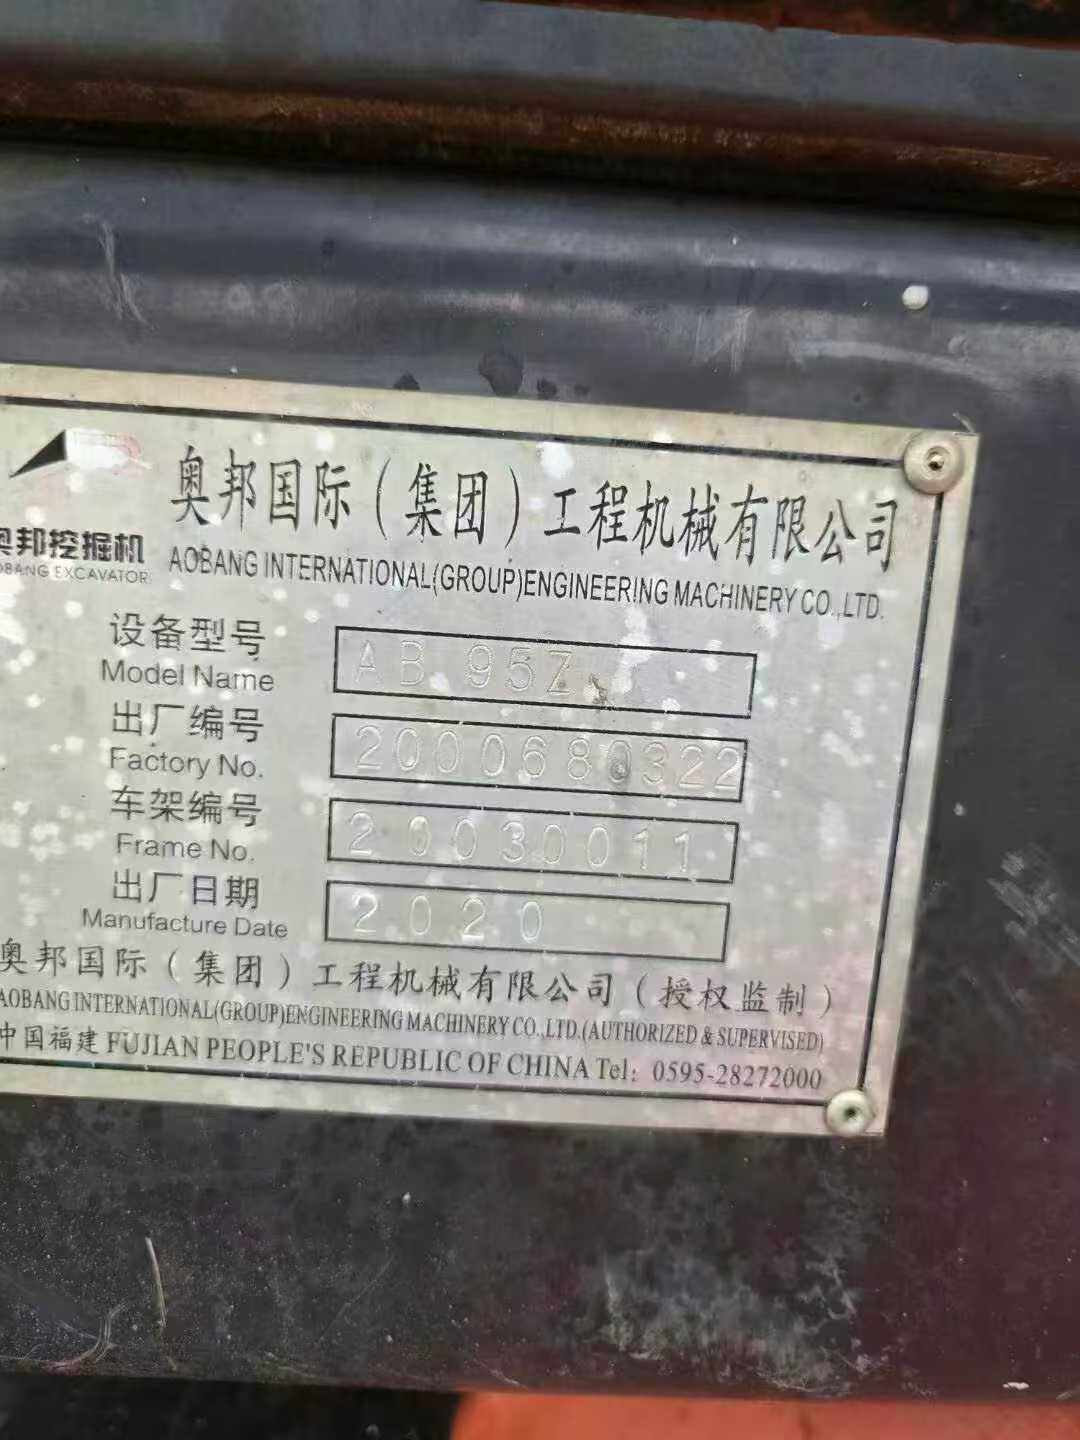 奥邦国际（集团）工程机械有限公司
AOBANG INTERNATIONAL(GROUP)ENGINEERING MACHINERY CO.,LTD.
奥邦挖掘机
OBANG EXCAVATOR
设备型号 AB 95Z
Model Name
出厂编号 2000680322
Factory No.
车架编号 20030011
Frame No.
出厂日期 2020
Manufacture Date
奥邦国际（集团）工程机械有限公司（授权监制）
AOBANG INTERNATIONAL(GROUP)ENGINEERING MACHINERY CO.,LTD.(AUTHORIZED & SUPERVISED)
中国福建 FUJIAN PEOPLE'S REPUBLIC OF CHINA Tel: 0595-28272000